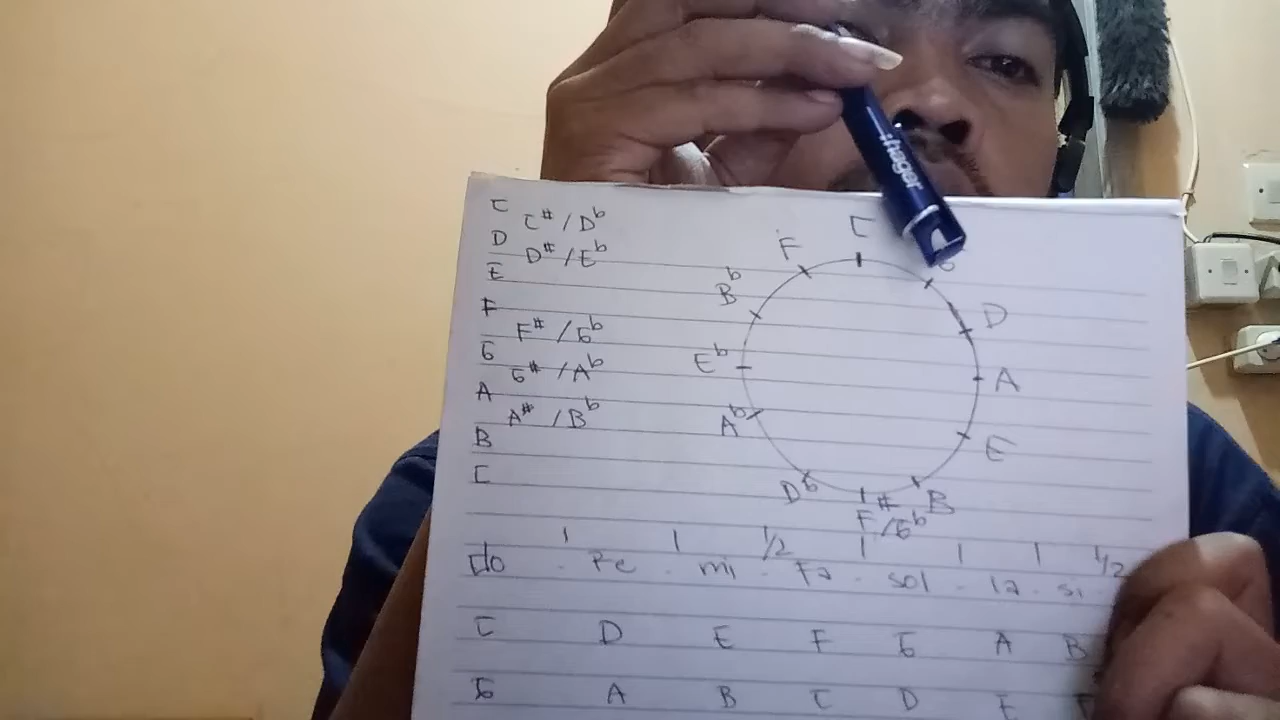 hager
C
C# / Db
D
D# / Eb
E
F
F# / Gb
G
G# / Ab
A
A# / Bb
B
C
C
D
A
E
B
F# / Gb
Db
Ab
Eb
Bb
F
1 1 1/2 1 1 1 1/2
do . re . mi . fa . sol . la . si .
C D E F G A B
G A B C D E